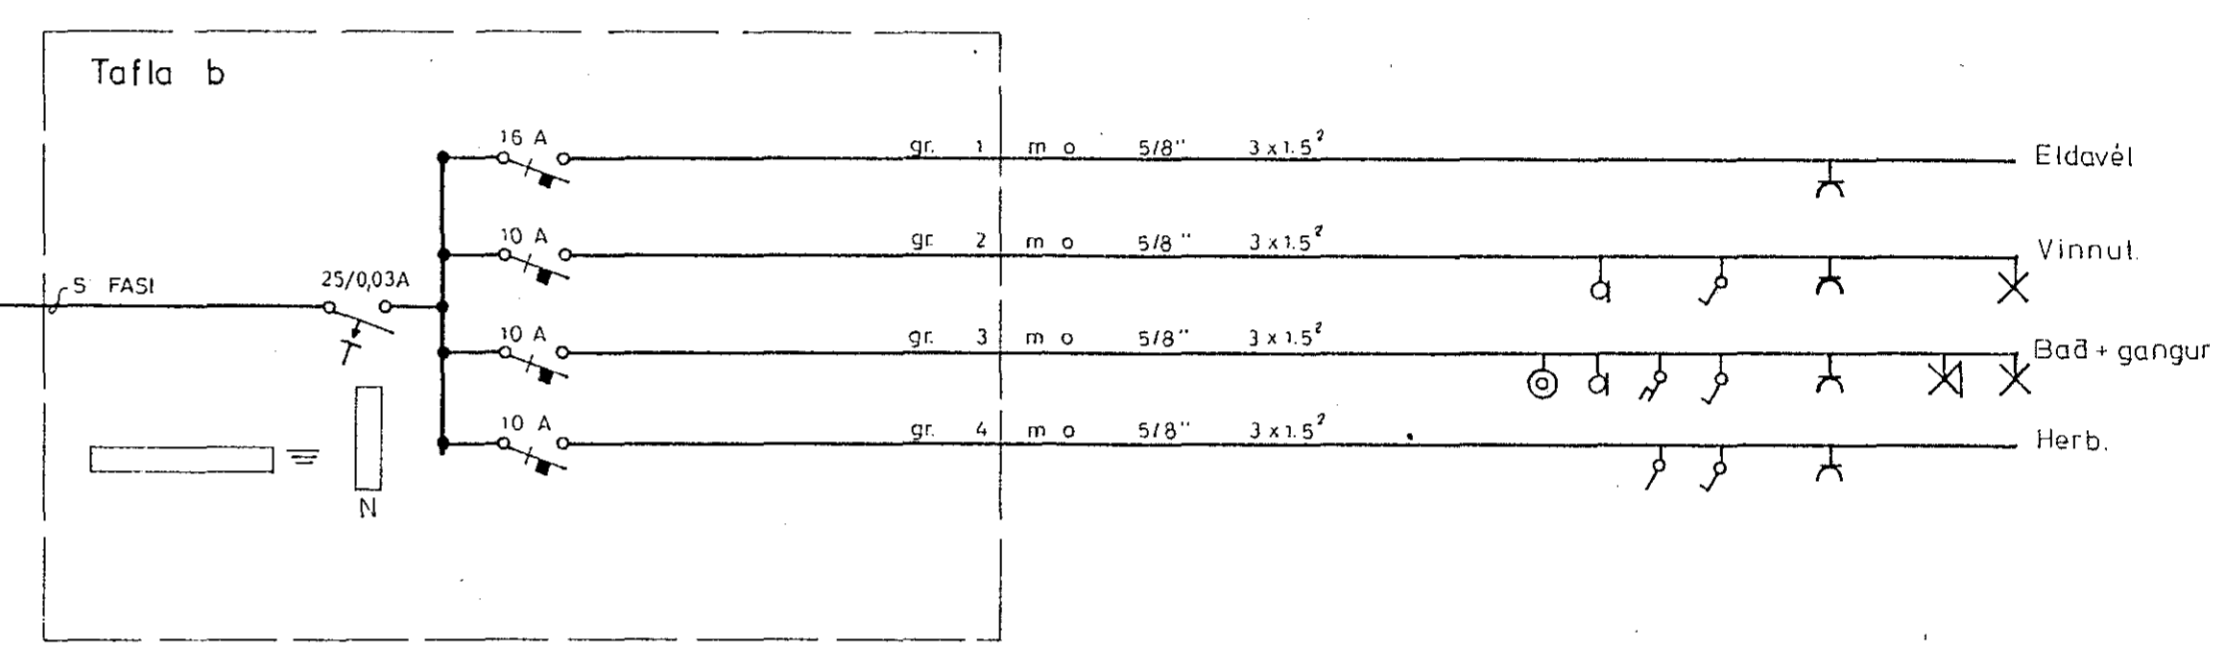 Tafla b
16 A gr. 1 m o 5/8" 3 x 1.5² Eldavél
10 A gr. 2 m o 5/8" 3 x 1.5² Vinnul.
S FASI 25/0,03A
10 A gr. 3 m o 5/8" 3 x 1.5² Bað + gangur
10 A gr. 4 m o 5/8" 3 x 1.5² Herb.
N